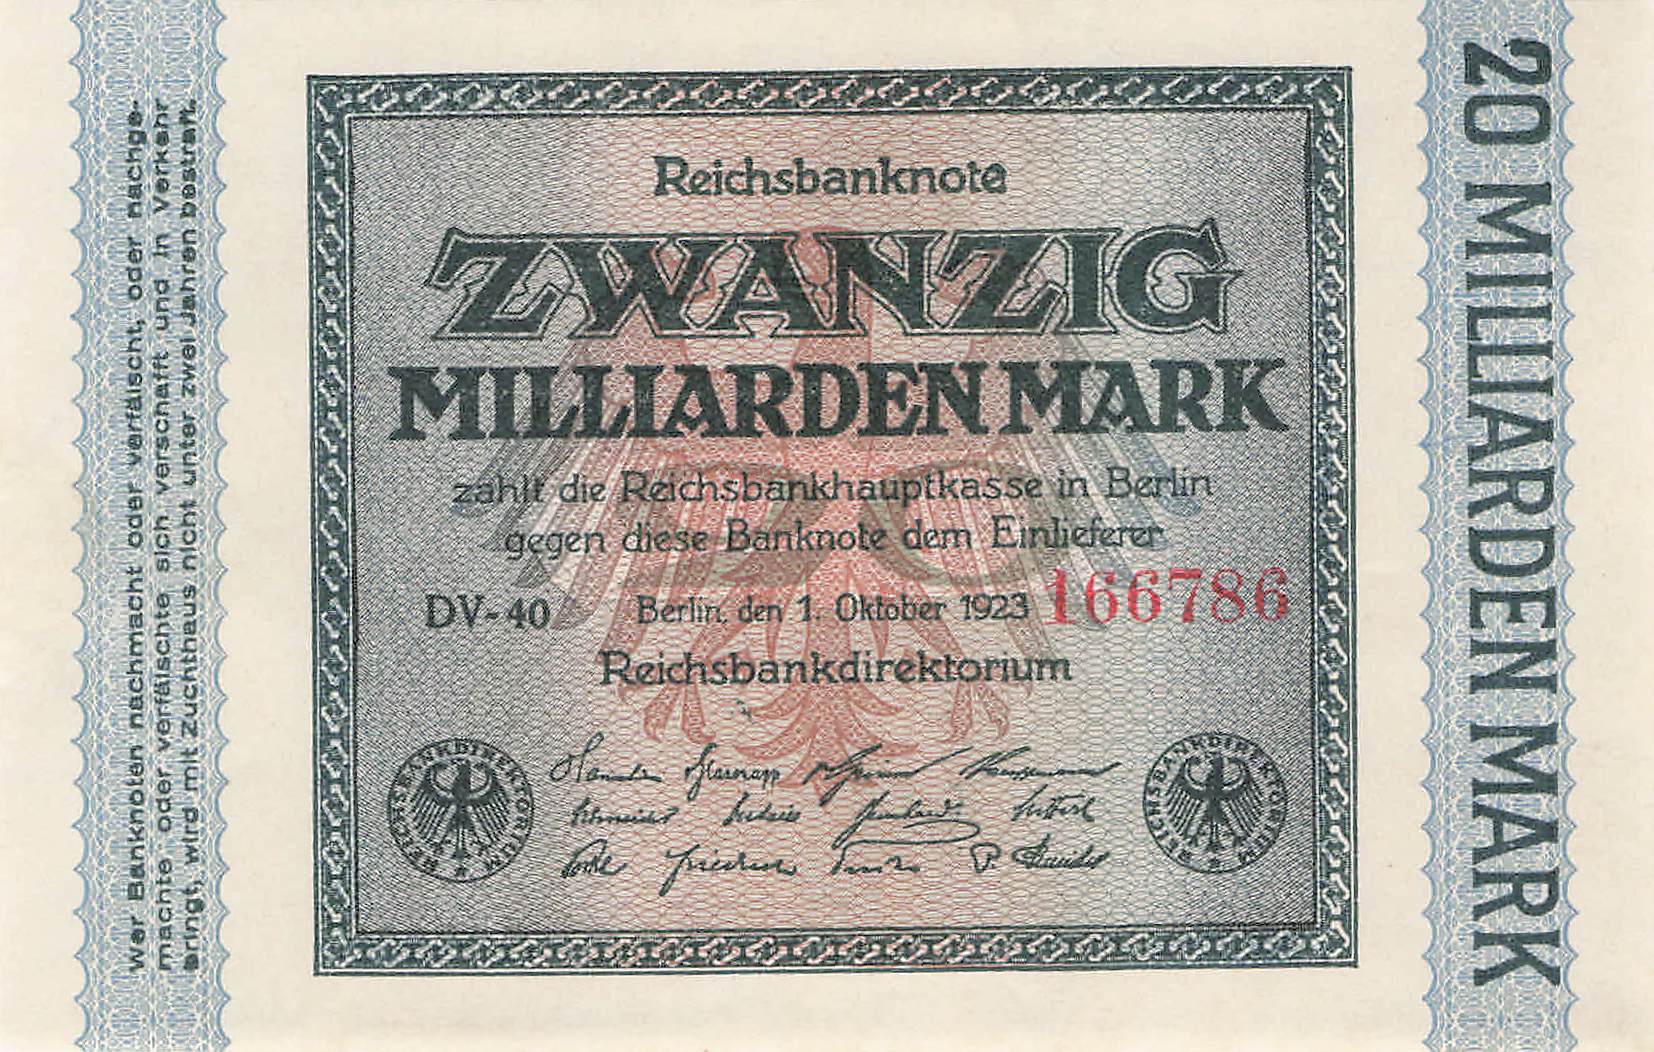 Wer Banknoten nachmacht oder verfälscht, oder nachge-
machte oder verfälschte sich verschafft und in Verkehr
bringt, wird mit Zuchthaus nicht unter zwei Jahren bestraft.
Reichsbanknote
ZWANZIG
MILLIARDEN MARK
zahlt die Reichsbankhauptkasse in Berlin
gegen diese Banknote dem Einlieferer
DV-40 Berlin, den 1. Oktober 1923 166786
Reichsbankdirektorium
REICHSBANKDIREKTORIUM
REICHSBANKDIREKTORIUM
20 MILLIARDEN MARK